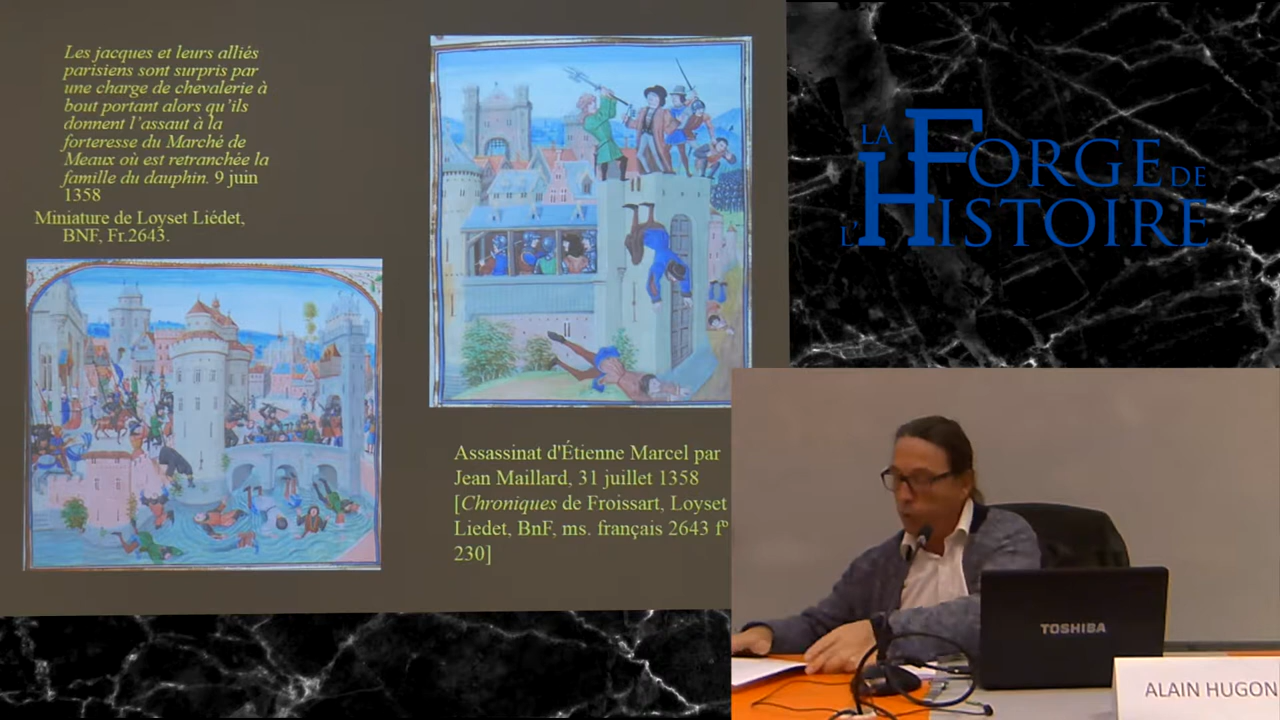 Les jacques et leurs alliés
parisiens sont surpris par
une charge de chevalerie à
bout portant alors qu'ils
donnent l'assaut à la
forteresse du Marché de
Meaux où est retranchée la
famille du dauphin. 9 juin
1358
Miniature de Loyset Liédet,
BNF, Fr.2643.
Assassinat d'Étienne Marcel par
Jean Maillard, 31 juillet 1358
[Chroniques de Froissart, Loyset
Liedet, BnF, ms. français 2643 fº
230]
LA FORGE DE
L'HISTOIRE
TOSHIBA
ALAIN HUGON